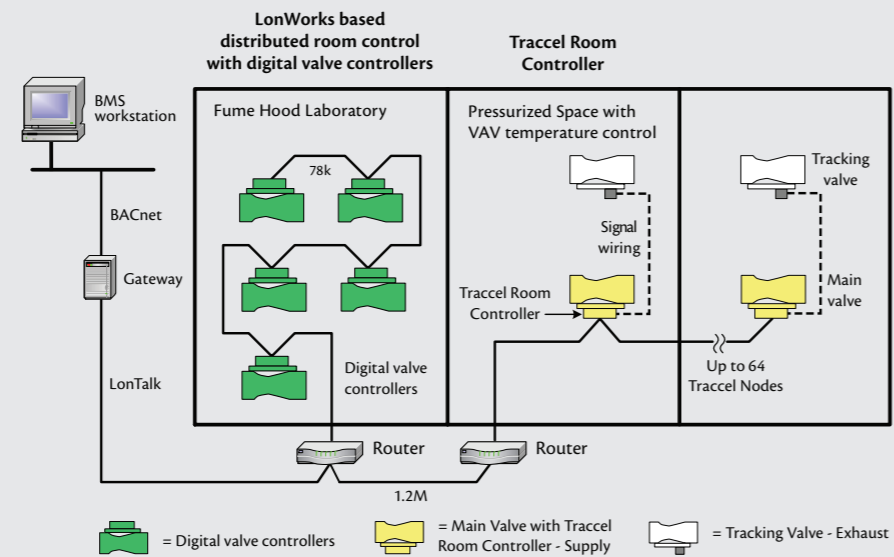 LonWorks based
distributed room control
with digital valve controllers
Traccel Room
Controller
BMS
workstation
Fume Hood Laboratory
Pressurized Space with
VAV temperature control
78k
Tracking
valve
BACnet
Signal
wiring
Gateway
Traccel Room
Controller
Main
valve
Digital valve
controllers
Up to 64
Traccel Nodes
LonTalk
Router
Router
1.2M
= Digital valve controllers
= Main Valve with Traccel
Room Controller - Supply
= Tracking Valve - Exhaust